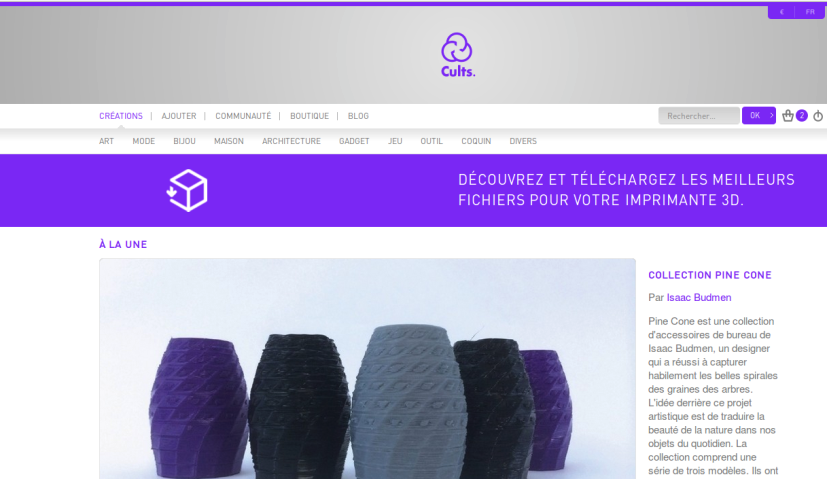 € FR
Cults.
CRÉATIONS | AJOUTER | COMMUNAUTÉ | BOUTIQUE | BLOG
Rechercher... OK 2
ART MODE BIJOU MAISON ARCHITECTURE GADGET JEU OUTIL COQUIN DIVERS
DÉCOUVREZ ET TÉLÉCHARGEZ LES MEILLEURS
FICHIERS POUR VOTRE IMPRIMANTE 3D.
À LA UNE
COLLECTION PINE CONE
Par Isaac Budmen
Pine Cone est une collection
d'accessoires de bureau de
Isaac Budmen, un designer
qui a réussi à capturer
habilement les belles spirales
des graines des arbres.
L'idée derrière ce projet
artistique est de traduire la
beauté de la nature dans nos
objets du quotidien. La
collection comprend une
série de trois modèles. Ils ont